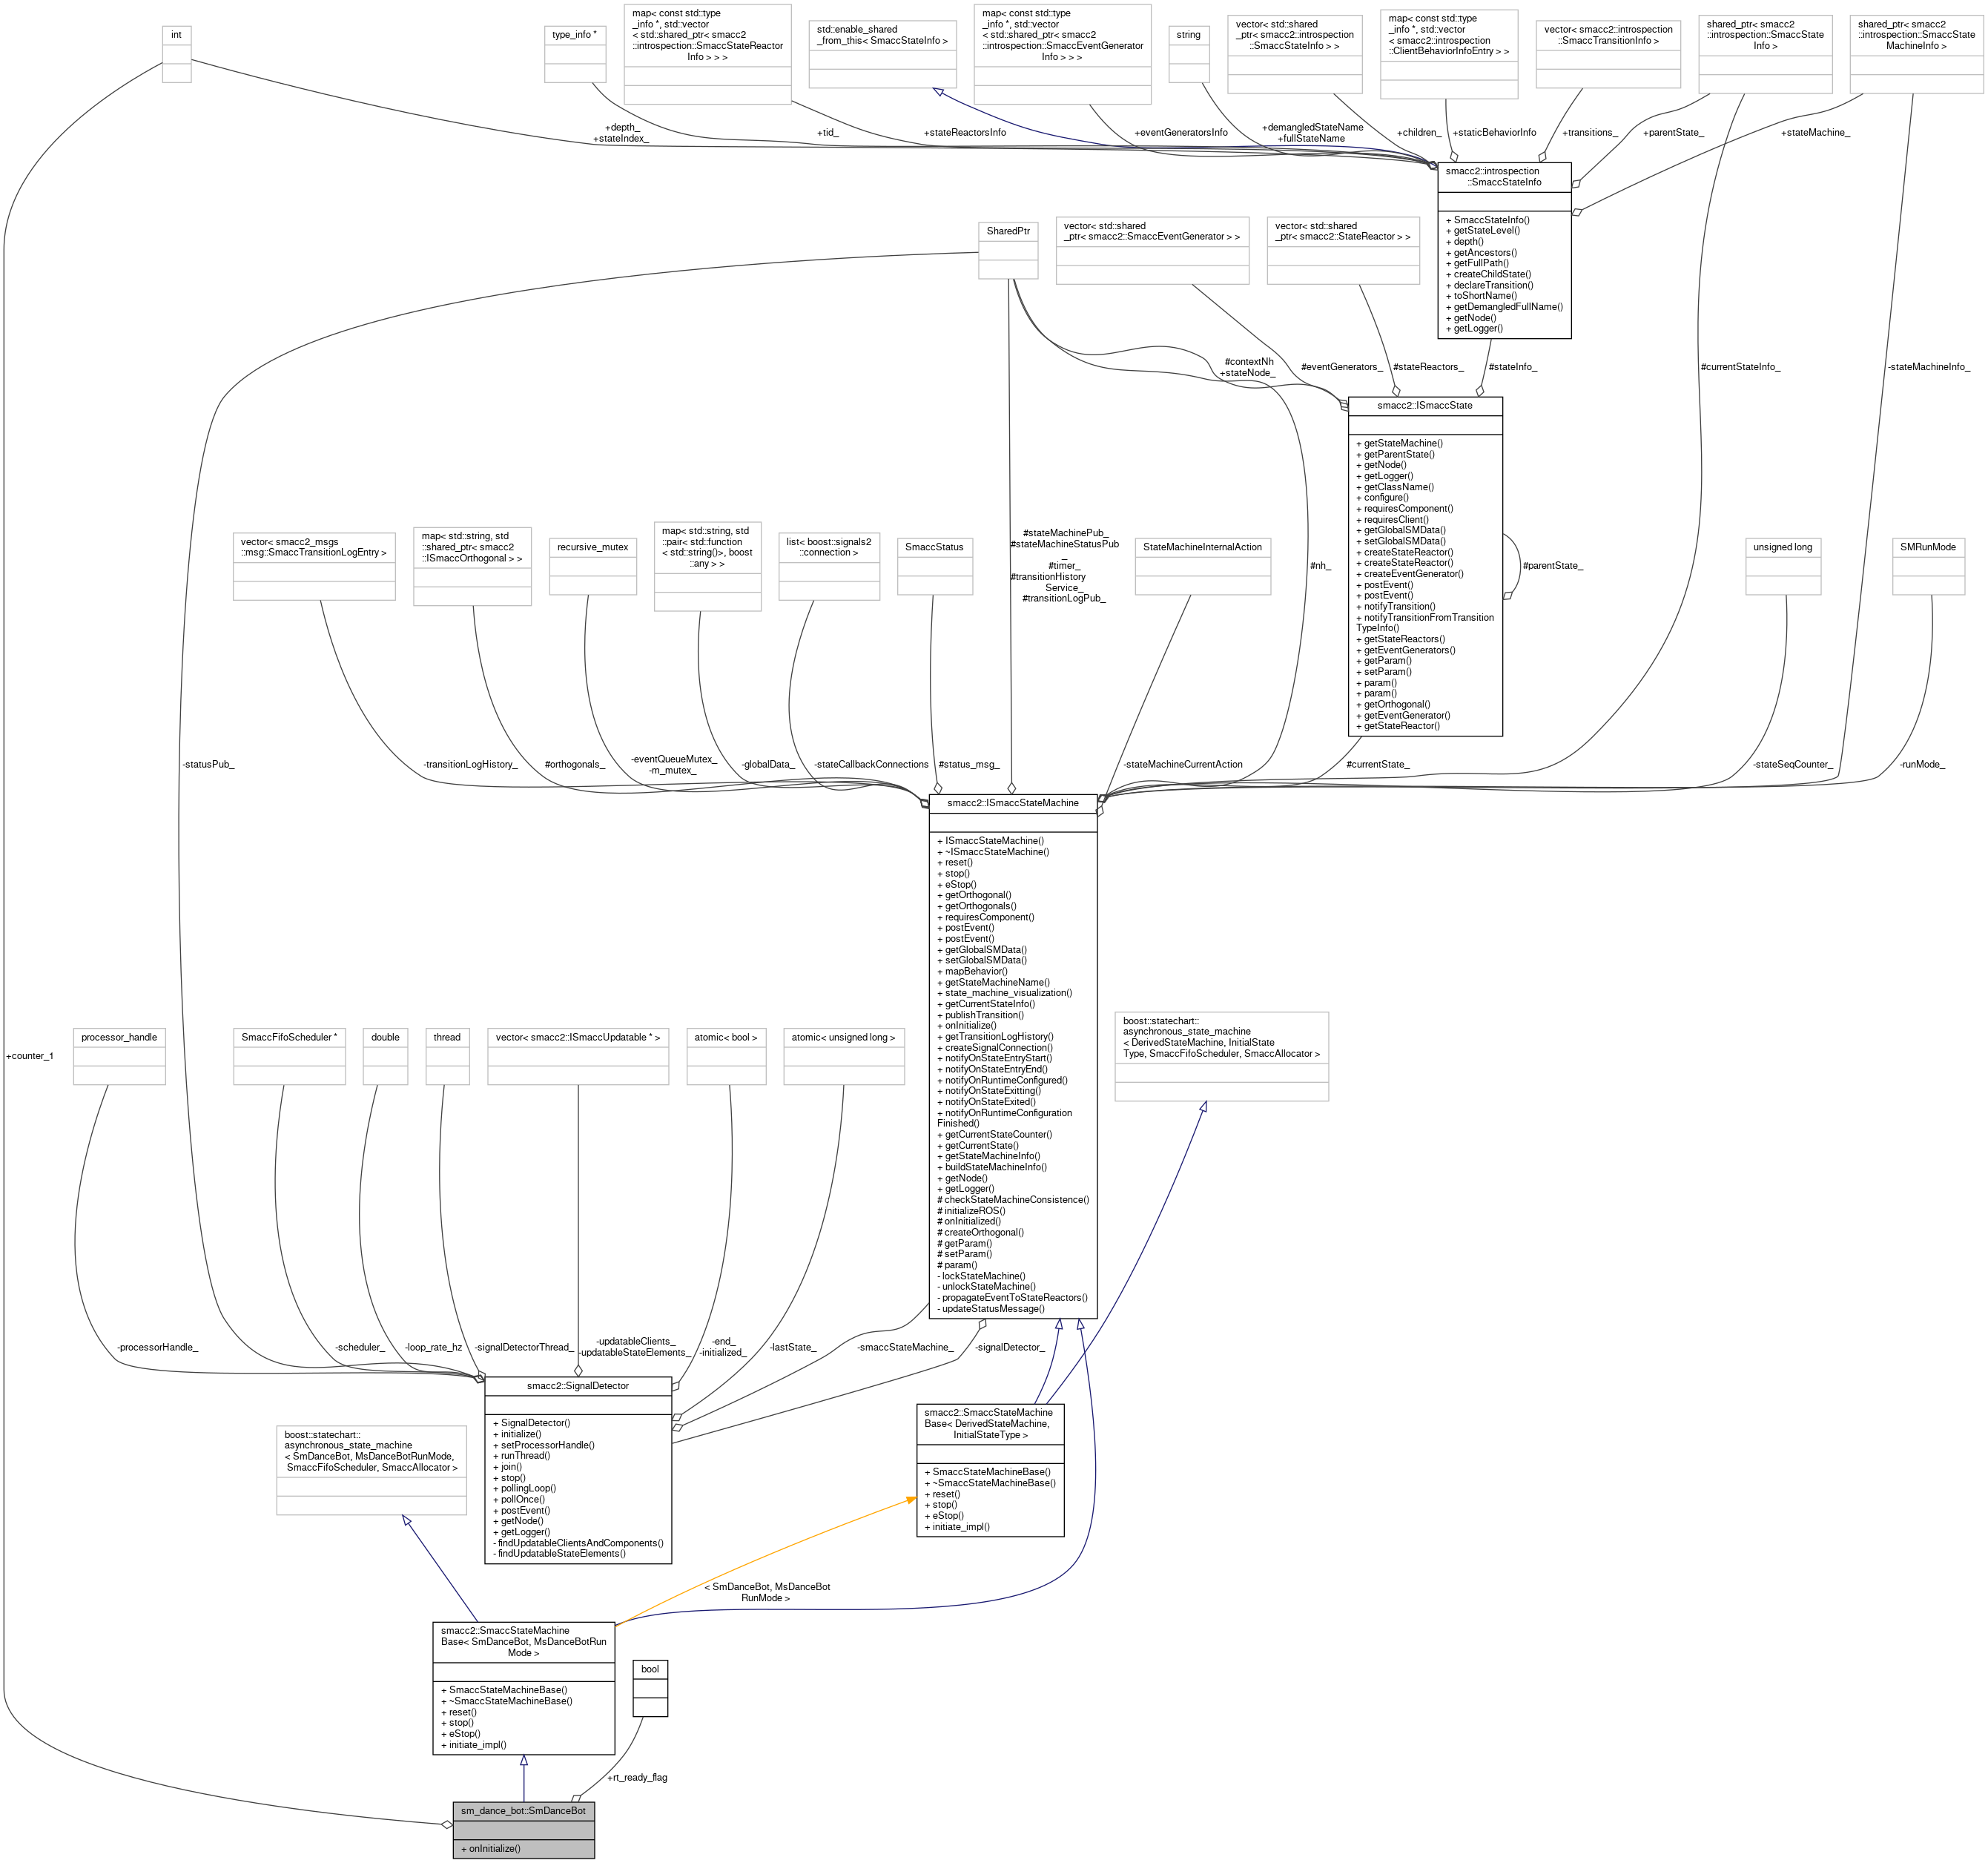 int
type_info *
map< const std::type
_info *, std::vector
< std::shared_ptr< smacc2
::introspection::SmaccStateReactor
Info > > >
std::enable_shared
_from_this< SmaccStateInfo >
map< const std::type
_info *, std::vector
< std::shared_ptr< smacc2
::introspection::SmaccEventGenerator
Info > > >
string
vector< std::shared
_ptr< smacc2::introspection
::SmaccStateInfo > >
map< const std::type
_info *, std::vector
< smacc2::introspection
::ClientBehaviorInfoEntry > >
vector< smacc2::introspection
::SmaccTransitionInfo >
shared_ptr< smacc2
::introspection::SmaccState
Info >
shared_ptr< smacc2
::introspection::SmaccState
MachineInfo >
+depth_
+stateIndex_
+tid_
+stateReactorsInfo
+eventGeneratorsInfo
+demangledStateName
+fullStateName
+children_
+staticBehaviorInfo
+transitions_
+parentState_
+stateMachine_
smacc2::introspection
::SmaccStateInfo
+ SmaccStateInfo()
+ getStateLevel()
+ depth()
+ getAncestors()
+ getFullPath()
+ createChildState()
+ declareTransition()
+ toShortName()
+ getDemangledFullName()
+ getNode()
+ getLogger()
SharedPtr
vector< std::shared
_ptr< smacc2::SmaccEventGenerator > >
vector< std::shared
_ptr< smacc2::StateReactor > >
#contextNh
+stateNode_
#eventGenerators_
#stateReactors_
#stateInfo_
#currentStateInfo_
-stateMachineInfo_
smacc2::ISmaccState
+ getStateMachine()
+ getParentState()
+ getNode()
+ getLogger()
+ getClassName()
+ configure()
+ requiresComponent()
+ requiresClient()
+ getGlobalSMData()
+ setGlobalSMData()
+ createStateReactor()
+ createStateReactor()
+ createEventGenerator()
+ postEvent()
+ postEvent()
+ notifyTransition()
+ notifyTransitionFromTransition
TypeInfo()
+ getStateReactors()
+ getEventGenerators()
+ getParam()
+ setParam()
+ param()
+ param()
+ getOrthogonal()
+ getEventGenerator()
+ getStateReactor()
#parentState_
vector< smacc2_msgs
::msg::SmaccTransitionLogEntry >
map< std::string, std
::shared_ptr< smacc2
::ISmaccOrthogonal > >
recursive_mutex
map< std::string, std
::pair< std::function
< std::string()>, boost
::any > >
list< boost::signals2
::connection >
SmaccStatus
#stateMachinePub_
#stateMachineStatusPub
_
#timer_
#transitionHistory
Service_
#transitionLogPub_
StateMachineInternalAction
#nh_
unsigned long
SMRunMode
-statusPub_
-transitionLogHistory_
#orthogonals_
-eventQueueMutex_
-m_mutex_
-globalData_
-stateCallbackConnections
#status_msg_
-stateMachineCurrentAction
#currentState_
-stateSeqCounter_
-runMode_
smacc2::ISmaccStateMachine
+ ISmaccStateMachine()
+ ~ISmaccStateMachine()
+ reset()
+ stop()
+ eStop()
+ getOrthogonal()
+ getOrthogonals()
+ requiresComponent()
+ postEvent()
+ postEvent()
+ getGlobalSMData()
+ setGlobalSMData()
+ mapBehavior()
+ getStateMachineName()
+ state_machine_visualization()
+ getCurrentStateInfo()
+ publishTransition()
+ onInitialize()
+ getTransitionLogHistory()
+ createSignalConnection()
+ notifyOnStateEntryStart()
+ notifyOnStateEntryEnd()
+ notifyOnRuntimeConfigured()
+ notifyOnStateExitting()
+ notifyOnStateExited()
+ notifyOnRuntimeConfiguration
Finished()
+ getCurrentStateCounter()
+ getCurrentState()
+ getStateMachineInfo()
+ buildStateMachineInfo()
+ getNode()
+ getLogger()
# checkStateMachineConsistence()
# initializeROS()
# onInitialized()
# createOrthogonal()
# getParam()
# setParam()
# param()
- lockStateMachine()
- unlockStateMachine()
- propagateEventToStateReactors()
- updateStatusMessage()
+counter_1
processor_handle
SmaccFifoScheduler *
double
thread
vector< smacc2::ISmaccUpdatable * >
atomic< bool >
atomic< unsigned long >
boost::statechart::
asynchronous_state_machine
< DerivedStateMachine, InitialState
Type, SmaccFifoScheduler, SmaccAllocator >
-processorHandle_
-scheduler_
-loop_rate_hz
-signalDetectorThread_
-updatableClients_
-updatableStateElements_
-end_
-initialized_
-lastState_
-smaccStateMachine_
-signalDetector_
smacc2::SignalDetector
+ SignalDetector()
+ initialize()
+ setProcessorHandle()
+ runThread()
+ join()
+ stop()
+ pollingLoop()
+ pollOnce()
+ postEvent()
+ getNode()
+ getLogger()
- findUpdatableClientsAndComponents()
- findUpdatableStateElements()
smacc2::SmaccStateMachine
Base< DerivedStateMachine,
InitialStateType >
+ SmaccStateMachineBase()
+ ~SmaccStateMachineBase()
+ reset()
+ stop()
+ eStop()
+ initiate_impl()
boost::statechart::
asynchronous_state_machine
< SmDanceBot, MsDanceBotRunMode,
SmaccFifoScheduler, SmaccAllocator >
< SmDanceBot, MsDanceBot
RunMode >
smacc2::SmaccStateMachine
Base< SmDanceBot, MsDanceBotRun
Mode >
+ SmaccStateMachineBase()
+ ~SmaccStateMachineBase()
+ reset()
+ stop()
+ eStop()
+ initiate_impl()
bool
+rt_ready_flag
sm_dance_bot::SmDanceBot
+ onInitialize()